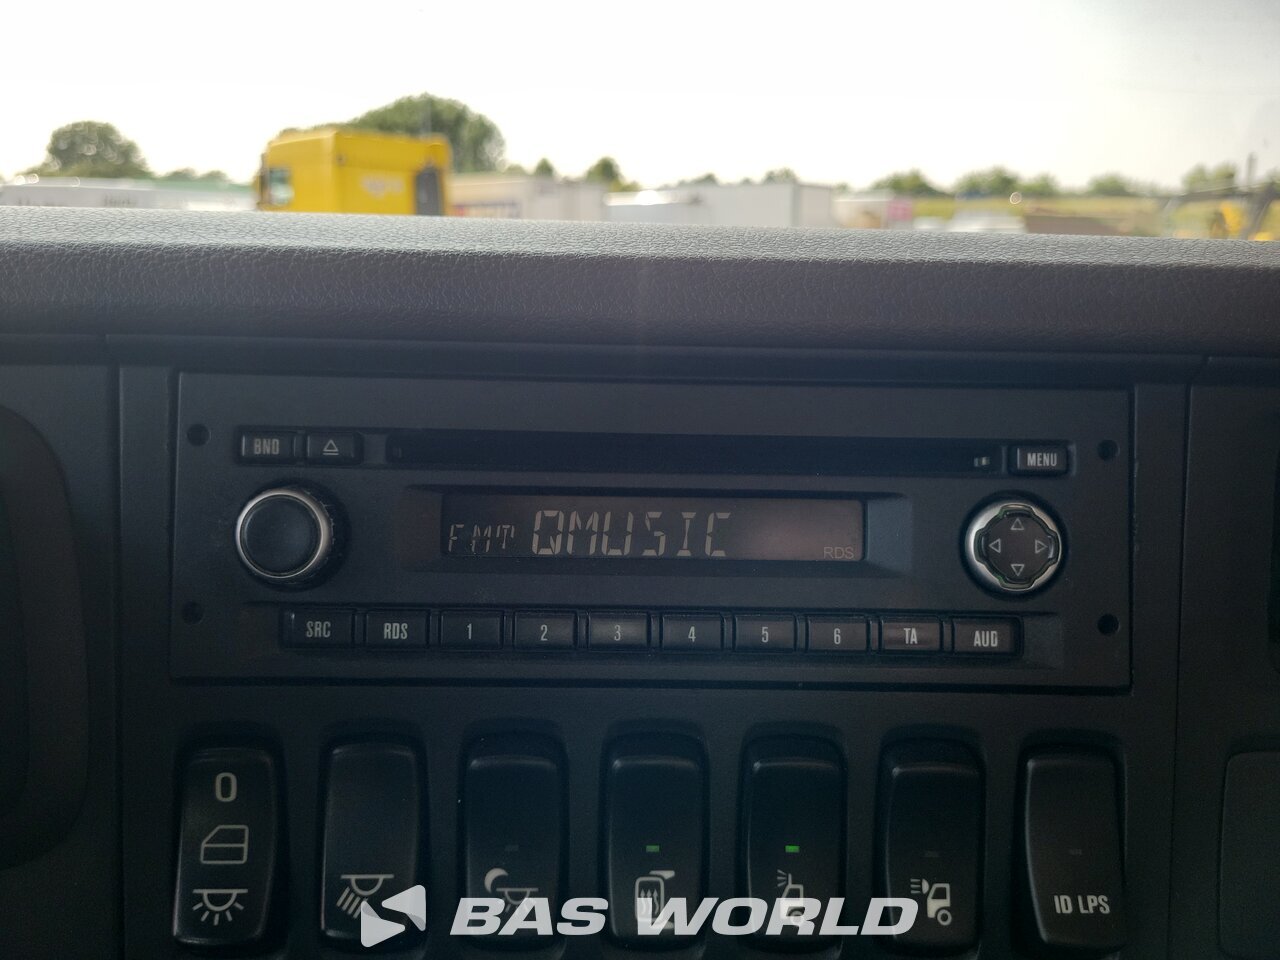 BND
MENU
FMT QMUSIC
RDS
SRC RDS 1 2 3 4 5 6 TA AUD
0
ID LPS
BAS WORLD